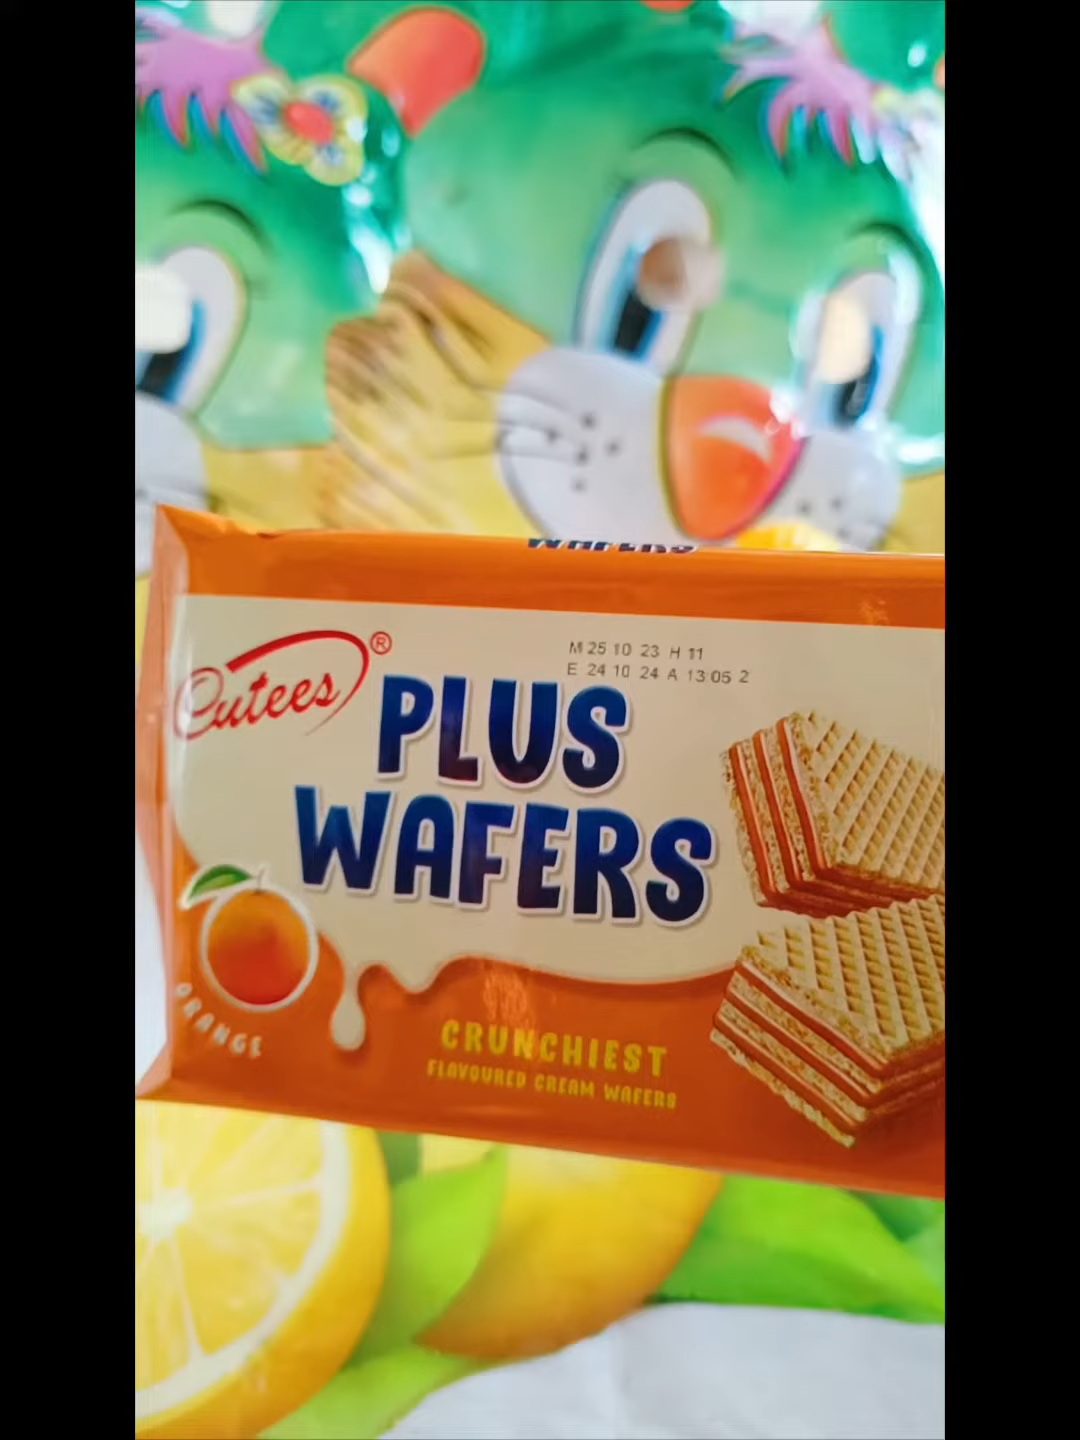 WAFERS
Cutees®
M 25 10 23 H 11
E 24 10 24 A 13:05 2
PLUS
WAFERS
ORANGE
CRUNCHIEST
FLAVOURED CREAM WAFERS